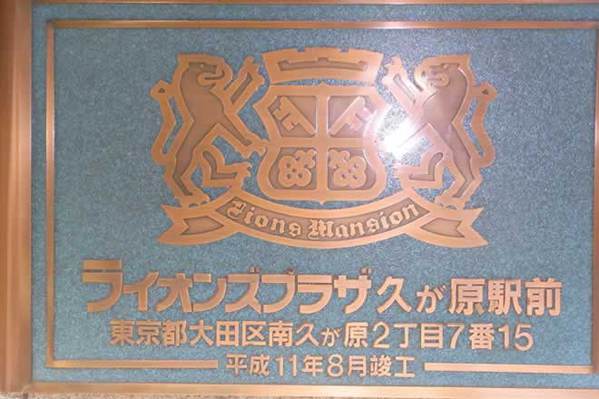 Lions Mansion
ライオンズプラザ久が原駅前
東京都大田区南久が原2丁目7番15
平成11年8月竣工